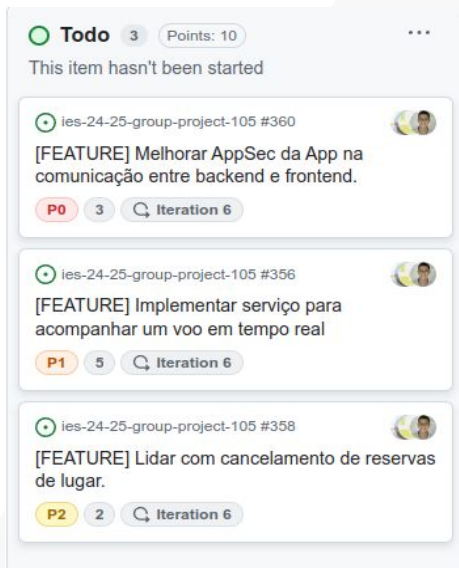 Todo 3 Points: 10 ...
This item hasn't been started
ies-24-25-group-project-105 #360
[FEATURE] Melhorar AppSec da App na
comunicação entre backend e frontend.
P0 3 Iteration 6
ies-24-25-group-project-105 #356
[FEATURE] Implementar serviço para
acompanhar um voo em tempo real
P1 5 Iteration 6
ies-24-25-group-project-105 #358
[FEATURE] Lidar com cancelamento de reservas
de lugar.
P2 2 Iteration 6